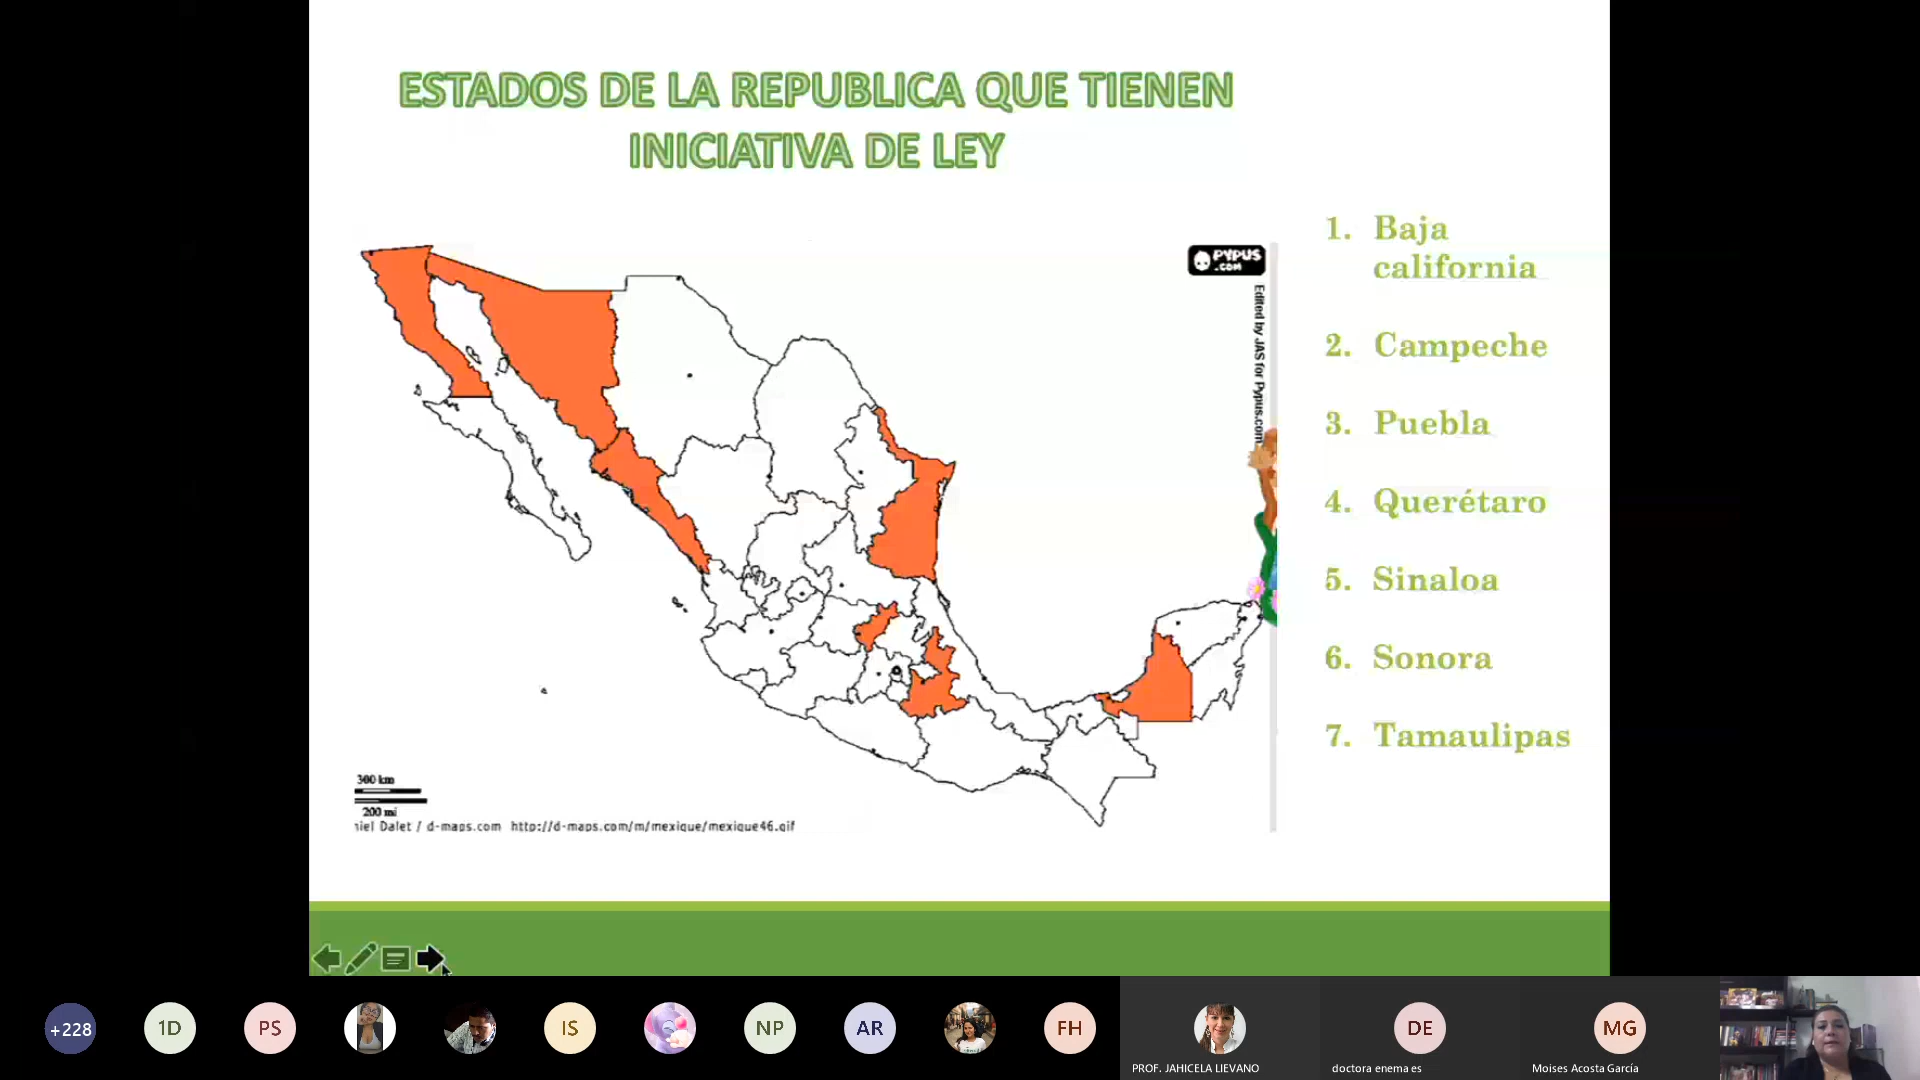 ESTADOS DE LA REPUBLICA QUE TIENEN
INICIATIVA DE LEY
PYPUS
.COM
Edited by JAS for Pypus.com
1. Baja
california
2. Campeche
3. Puebla
4. Querétaro
5. Sinaloa
6. Sonora
7. Tamaulipas
300 km
200 mi
niel Dalet / d-maps.com http://d-maps.com/m/mexique/mexique46.gif
+228
1D
PS
IS
NP
AR
FH
DE
MG
PROF. JAHICELA LIEVANO
doctora enema es
Moises Acosta García